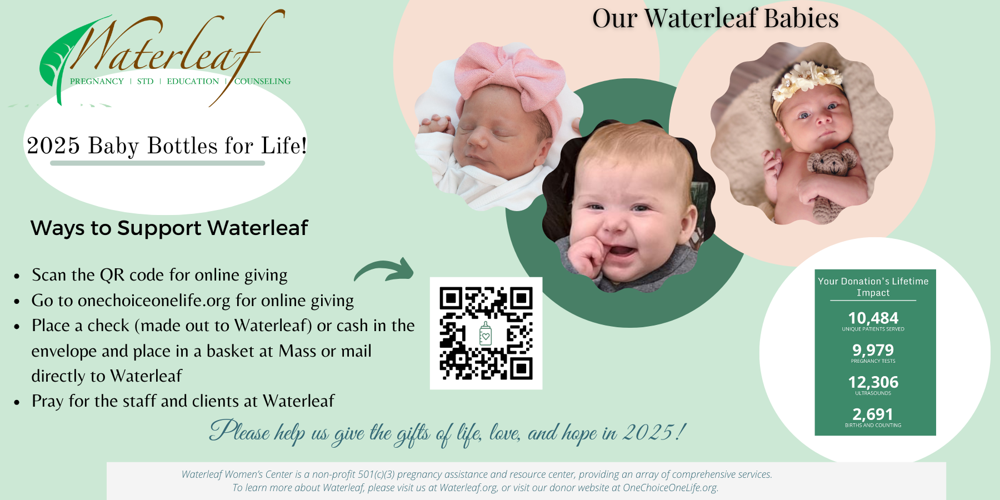 Waterleaf
PREGNANCY | STD | EDUCATION | COUNSELING
2025 Baby Bottles for Life!
Ways to Support Waterleaf
• Scan the QR code for online giving
• Go to onechoiceonelife.org for online giving
• Place a check (made out to Waterleaf) or cash in the
envelope and place in a basket at Mass or mail
directly to Waterleaf
• Pray for the staff and clients at Waterleaf
Our Waterleaf Babies
Your Donation's Lifetime
Impact
10,484
UNIQUE PATIENTS SERVED
9,979
PREGNANCY TESTS
12,306
ULTRASOUNDS
2,691
BIRTHS AND COUNTING
Please help us give the gifts of life, love, and hope in 2025!
Waterleaf Women's Center is a non-profit 501(c)(3) pregnancy assistance and resource center, providing an array of comprehensive services.
To learn more about Waterleaf, please visit us at Waterleaf.org, or visit our donor website at OneChoiceOneLife.org.